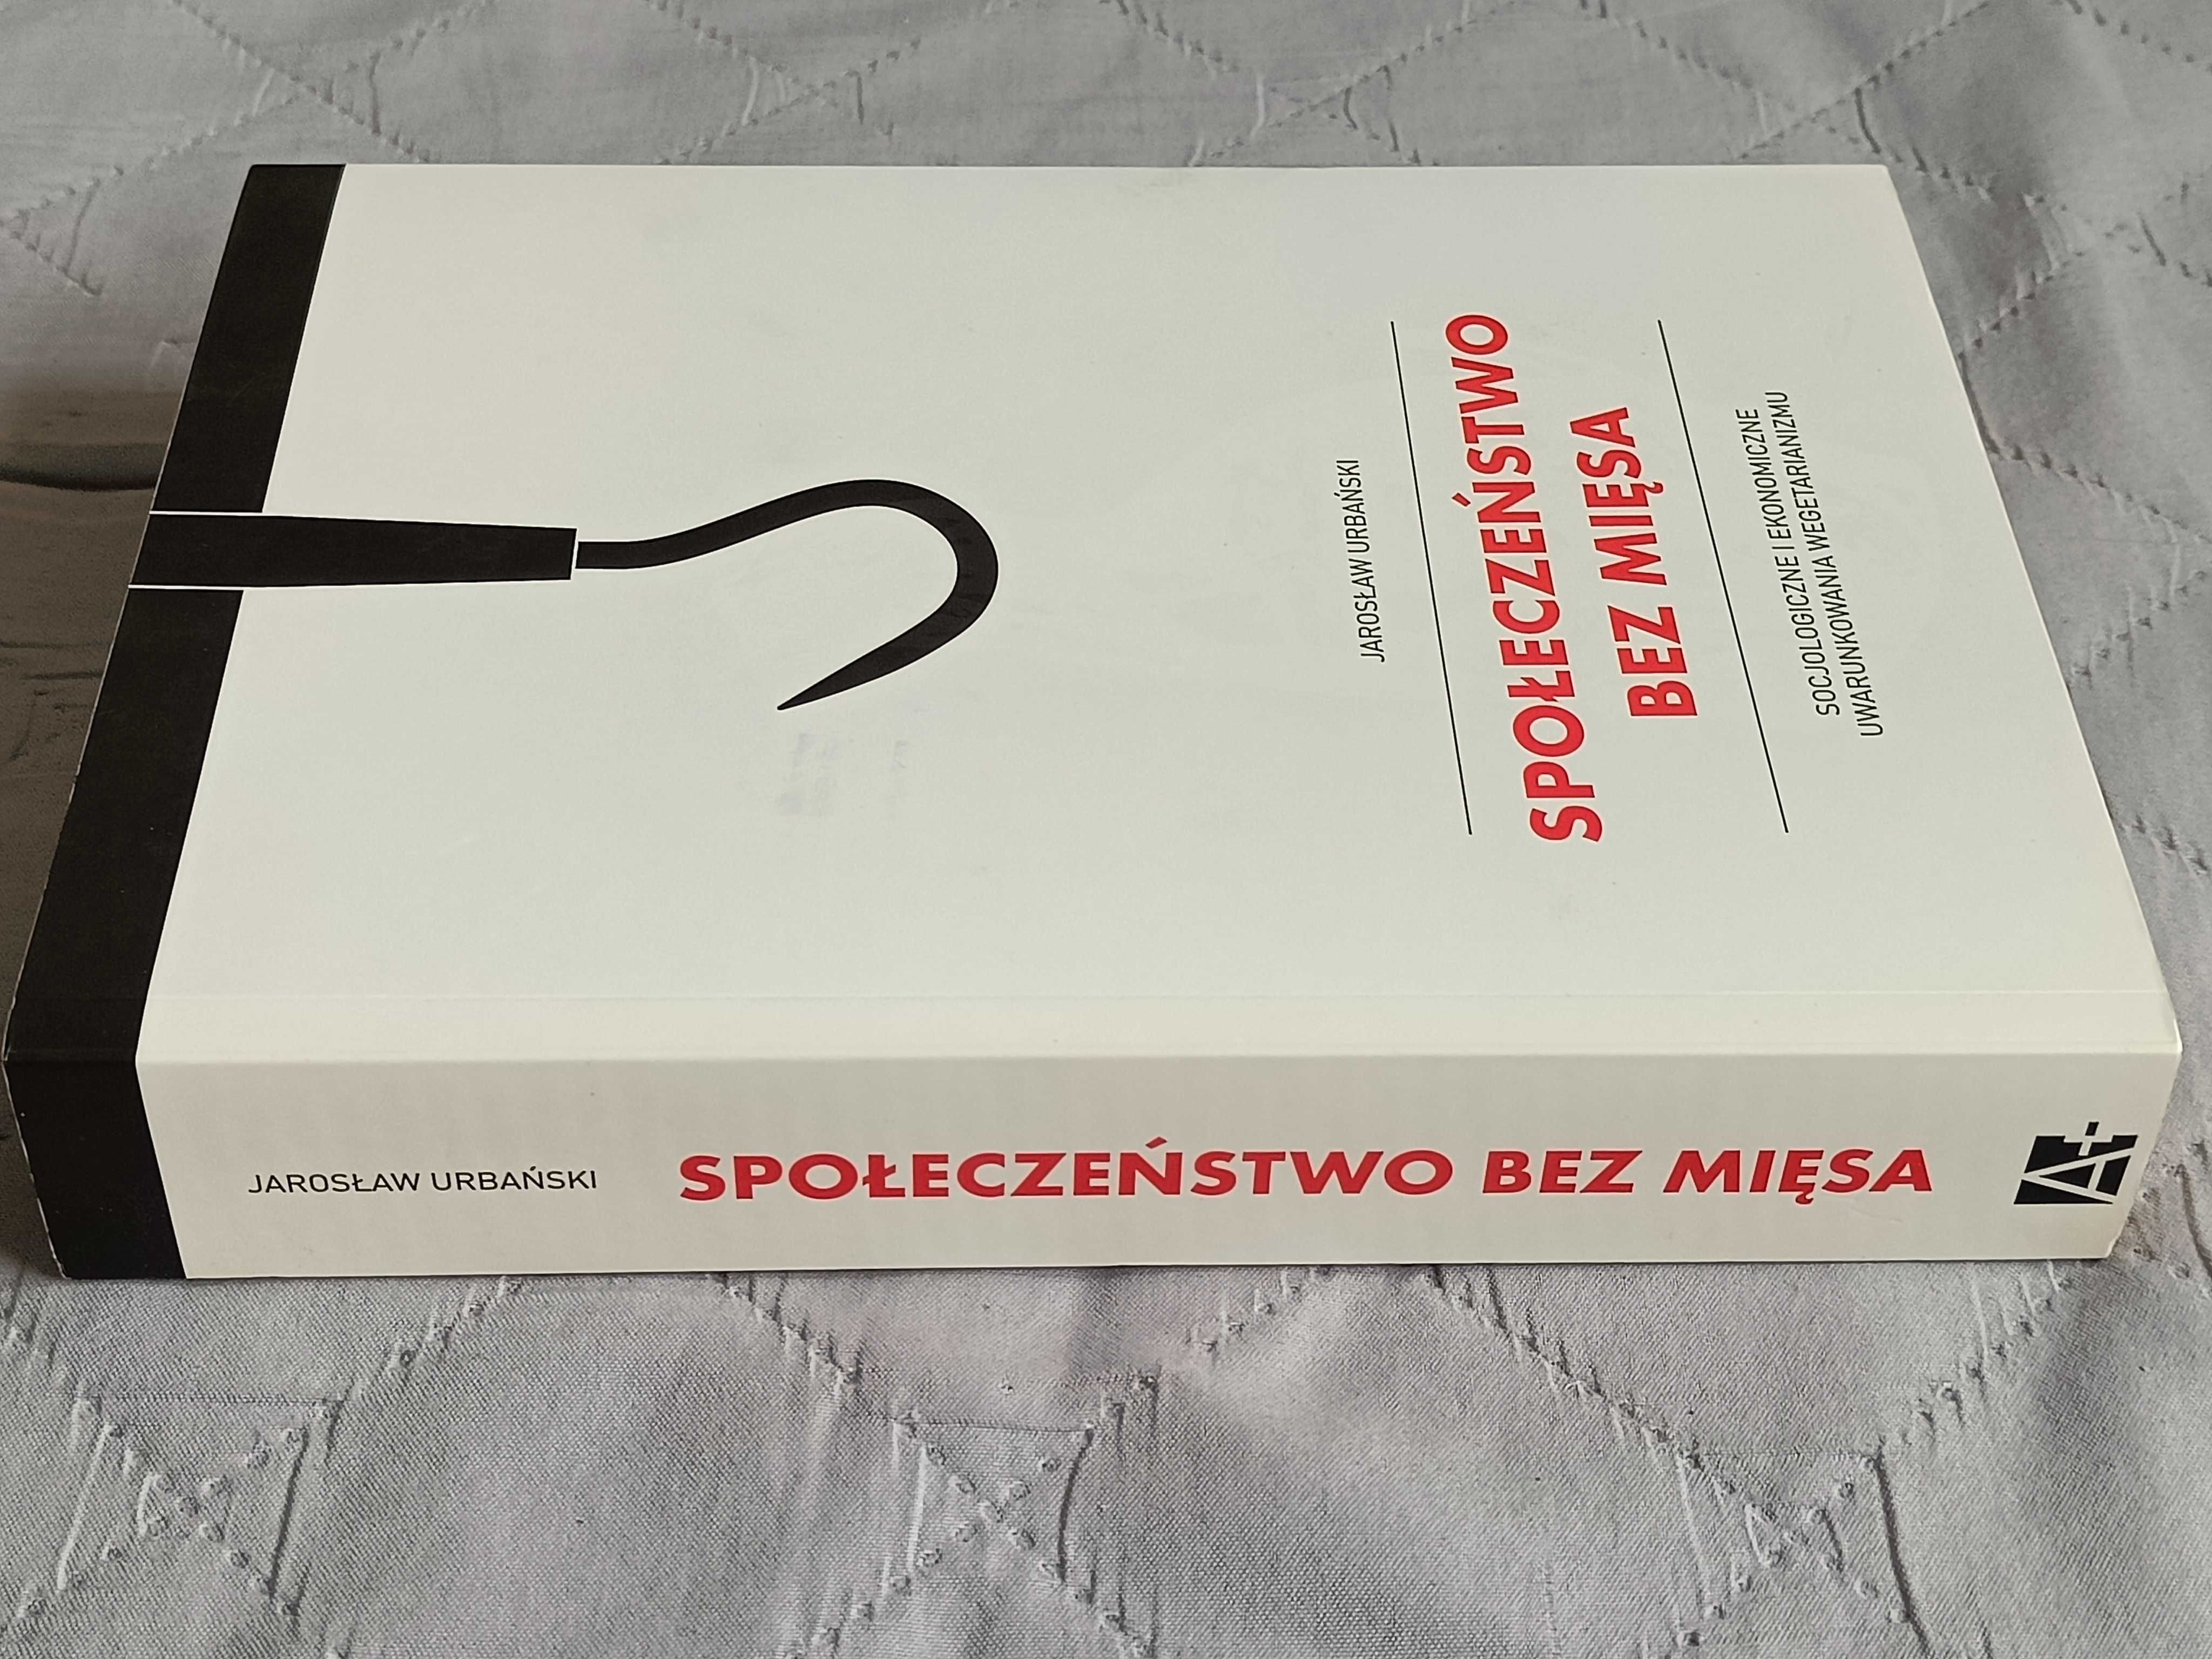 JAROSŁAW URBAŃSKI
SPOŁECZEŃSTWO
BEZ MIĘSA
SOCJOLOGICZNE I EKONOMICZNE
UWARUNKOWANIA WEGETARIANIZMU
JAROSŁAW URBAŃSKI SPOŁECZEŃSTWO BEZ MIĘSA